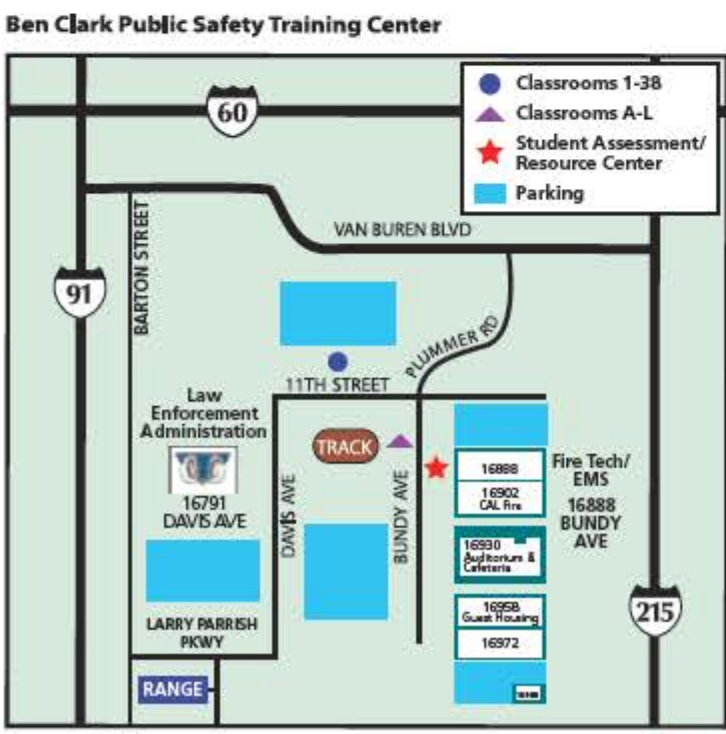 Ben Clark Public Safety Training Center
60
Classrooms 1-38
Classrooms A-L
Student Assessment/
Resource Center
Parking
VAN BUREN BLVD
BARTON STREET
91
PLUMMER RD
11TH STREET
Law
Enforcement
Administration
16791
DAVIS AVE
TRACK
DAVIS AVE
BUNDY AVE
16888
16902
CAL Fire
Fire Tech/
EMS
16888
BUNDY
AVE
16930
Auditorium &
Cafeteria
16958
Guest Housing
16972
215
LARRY PARRISH
PKWY
RANGE